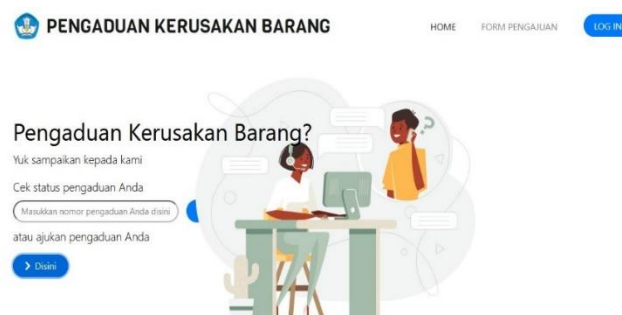 PENGADUAN KERUSAKAN BARANG
HOME FORM PENGAJUAN LOG IN
Pengaduan Kerusakan Barang?
Yuk sampaikan kepada kami
Cek status pengaduan Anda
Masukkan nomor pengaduan Anda disini
atau ajukan pengaduan Anda
> Disini